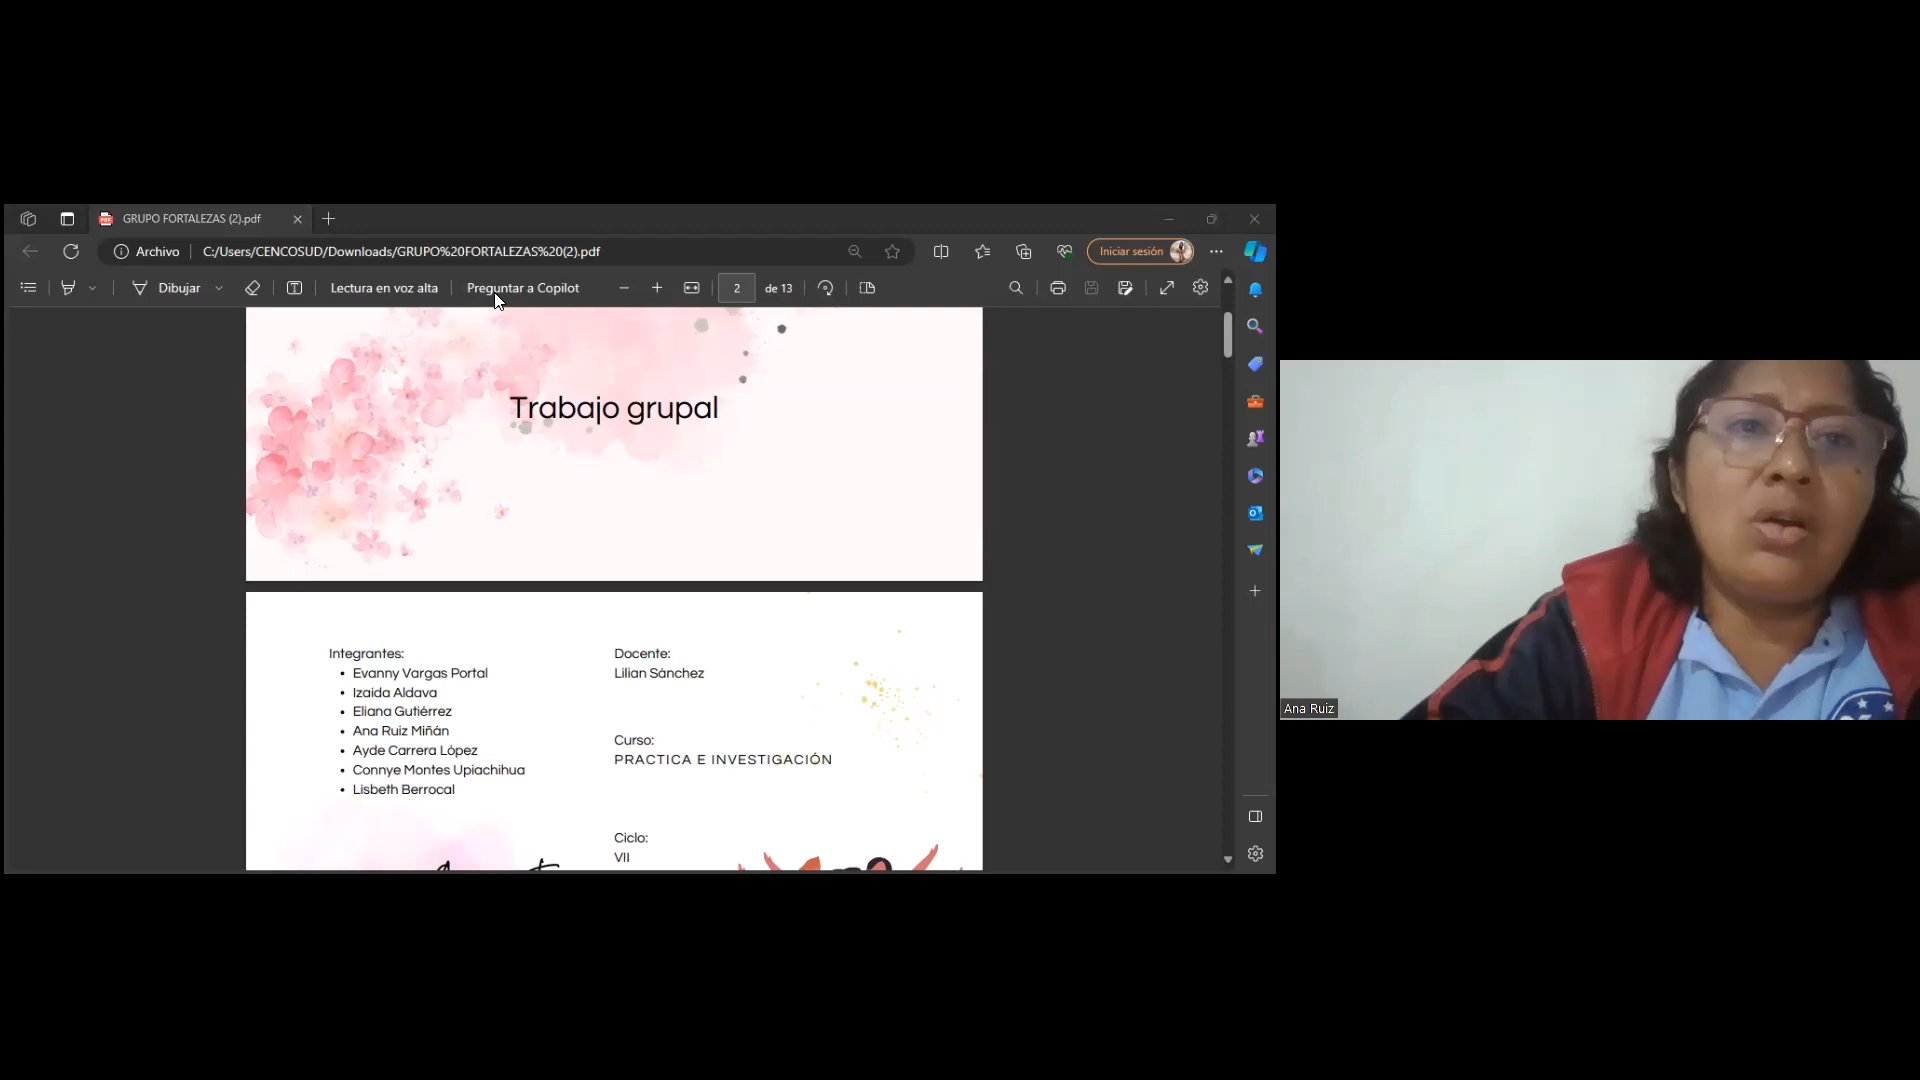 GRUPO FORTALEZAS (2).pdf
Archivo
C:/Users/CENCOSUD/Downloads/GRUPO%20FORTALEZAS%20(2).pdf
Iniciar sesión
Dibujar
Lectura en voz alta
Preguntar a Copilot
2
de 13
Trabajo grupal
Integrantes:
• Evanny Vargas Portal
• Izaida Aldava
• Eliana Gutiérrez
• Ana Ruiz Miñán
• Ayde Carrera López
• Connye Montes Upiachihua
• Lisbeth Berrocal
Docente:
Lilian Sánchez
Curso:
PRACTICA E INVESTIGACIÓN
Ciclo:
VII
Ana Ruiz